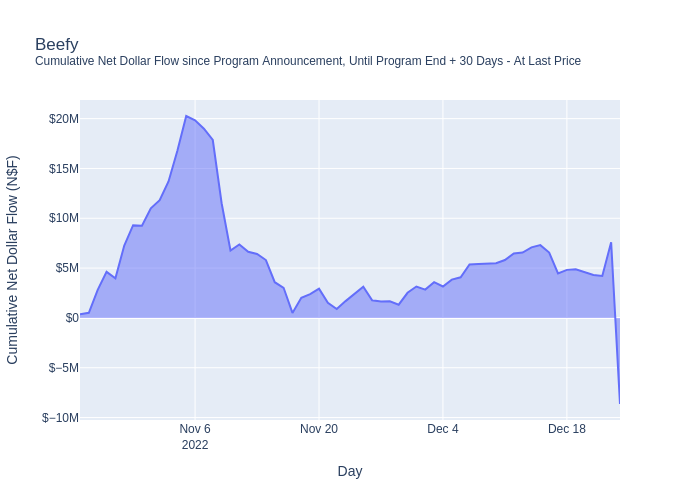 Beefy
Cumulative Net Dollar Flow since Program Announcement, Until Program End + 30 Days - At Last Price
Cumulative Net Dollar Flow (N$F)
$20M
$15M
$10M
$5M
$0
$−5M
$−10M
Nov 6
2022
Nov 20
Dec 4
Dec 18
Day